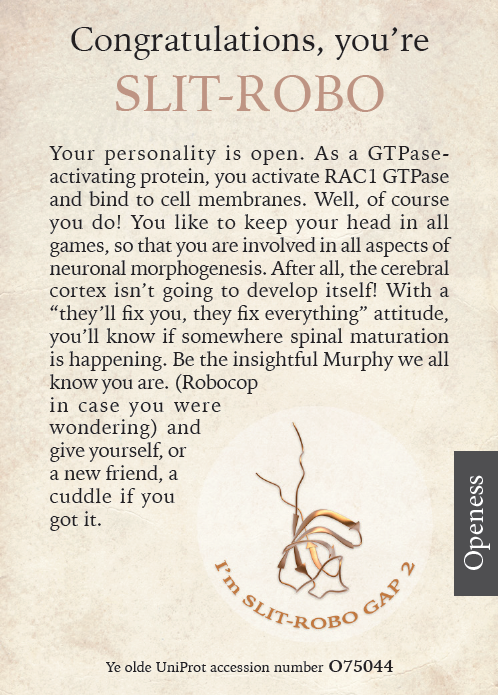 Congratulations, you're
SLIT-ROBO
Your personality is open. As a GTPase-
activating protein, you activate RAC1 GTPase
and bind to cell membranes. Well, of course
you do! You like to keep your head in all
games, so that you are involved in all aspects of
neuronal morphogenesis. After all, the cerebral
cortex isn't going to develop itself! With a
“they'll fix you, they fix everything” attitude,
you'll know if somewhere spinal maturation
is happening. Be the insightful Murphy we all
know you are. (Robocop
in case you were
wondering) and
give yourself, or
a new friend, a
cuddle if you
got it.
I'm SLIT-ROBO GAP 2
Openess
Ye olde UniProt accession number O75044